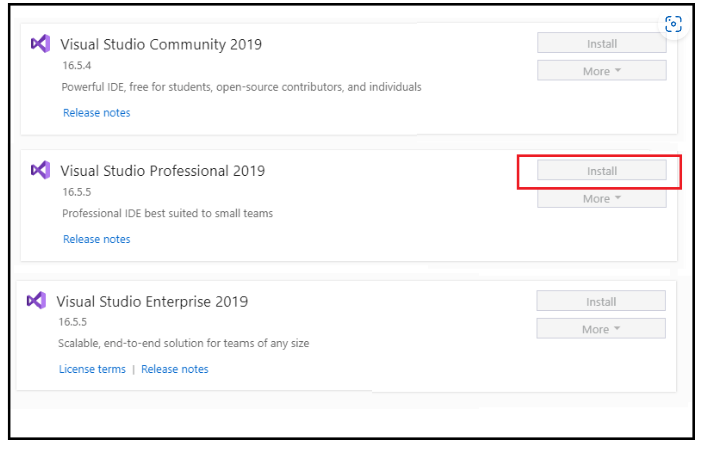 Visual Studio Community 2019
Install
16.5.4
More
Powerful IDE, free for students, open-source contributors, and individuals
Release notes
Visual Studio Professional 2019
Install
16.5.5
More
Professional IDE best suited to small teams
Release notes
Visual Studio Enterprise 2019
Install
16.5.5
More
Scalable, end-to-end solution for teams of any size
License terms | Release notes